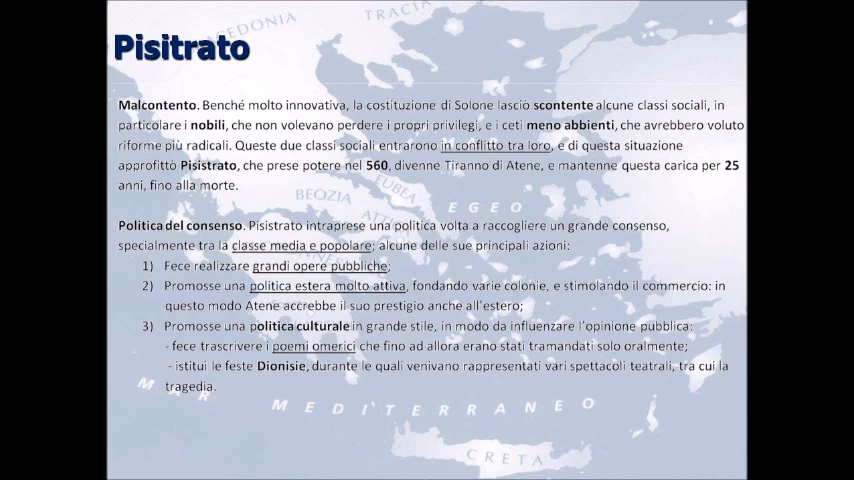 MACEDONIA
TRACIA
Pisitrato
Malcontento. Benché molto innovativa, la costituzione di Solone lasciò scontente alcune classi sociali, in
particolare i nobili, che non volevano perdere i propri privilegi, e i ceti meno abbienti, che avrebbero voluto
riforme più radicali. Queste due classi sociali entrarono in conflitto tra loro, e di questa situazione
approfittò Pisistrato, che prese potere nel 560, divenne Tiranno di Atene, e mantenne questa carica per 25
anni, fino alla morte.
BEOZIA
EUBEA
EGEO
Politica del consenso. Pisistrato intraprese una politica volta a raccogliere un grande consenso,
specialmente tra la classe media e popolare; alcune delle sue principali azioni:
1) Fece realizzare grandi opere pubbliche;
2) Promosse una politica estera molto attiva, fondando varie colonie, e stimolando il commercio: in
questo modo Atene accrebbe il suo prestigio anche all'estero;
3) Promosse una politica culturale in grande stile, in modo da influenzare l'opinione pubblica:
- fece trascrivere i poemi omerici che fino ad allora erano stati tramandati solo oralmente;
- istituì le feste Dionisie, durante le quali venivano rappresentati vari spettacoli teatrali, tra cui la
tragedia.
MAR MEDITERRANEO
CRETA